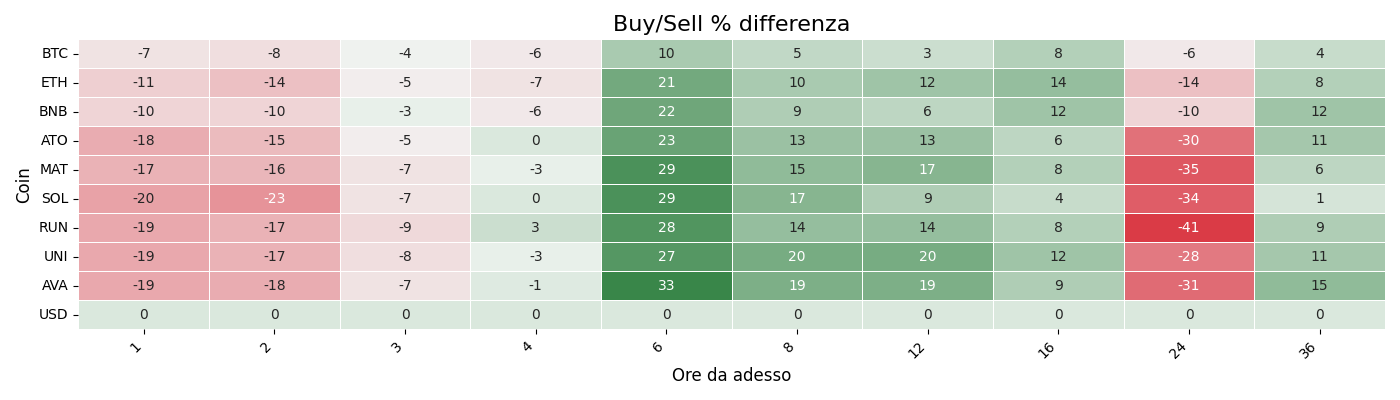 Buy/Sell % differenza
Coin
BTC -7 -8 -4 -6 10 5 3 8 -6 4
ETH -11 -14 -5 -7 21 10 12 14 -14 8
BNB -10 -10 -3 -6 22 9 6 12 -10 12
ATO -18 -15 -5 0 23 13 13 6 -30 11
MAT -17 -16 -7 -3 29 15 17 8 -35 6
SOL -20 -23 -7 0 29 17 9 4 -34 1
RUN -19 -17 -9 3 28 14 14 8 -41 9
UNI -19 -17 -8 -3 27 20 20 12 -28 11
AVA -19 -18 -7 -1 33 19 19 9 -31 15
USD 0 0 0 0 0 0 0 0 0 0
1 2 3 4 6 8 12 16 24 36
Ore da adesso